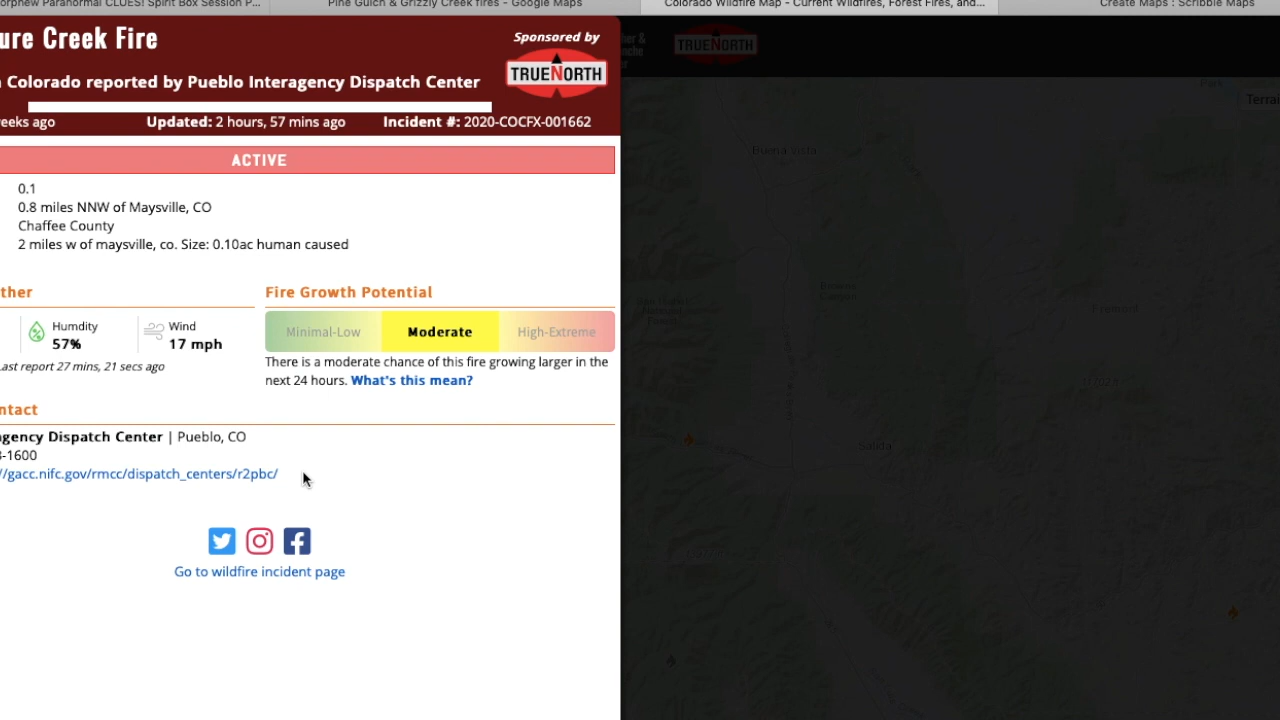 orphew Paranormal CLUES! Spirit Box Session P...
Pine Gulch & Grizzly Creek fires - Google Maps
Colorado Wildfire Map - Current Wildfires, Forest Fires, and...
Create Maps : Scribble Maps
ure Creek Fire
Sponsored by
TRUENORTH
Colorado reported by Pueblo Interagency Dispatch Center
eeks ago
Updated: 2 hours, 57 mins ago
Incident #: 2020-COCFX-001662
ACTIVE
0.1
0.8 miles NNW of Maysville, CO
Chaffee County
2 miles w of maysville, co. Size: 0.10ac human caused
ther
Fire Growth Potential
Humdity
57%
Wind
17 mph
Minimal-Low
Moderate
High-Extreme
ast report 27 mins, 21 secs ago
There is a moderate chance of this fire growing larger in the
next 24 hours. What's this mean?
ntact
gency Dispatch Center | Pueblo, CO
-1600
//gacc.nifc.gov/rmcc/dispatch_centers/r2pbc/
Go to wildfire incident page
TRUENORTH
Terra
Buena Vista
Browns
Canyon
Fremont
Salida